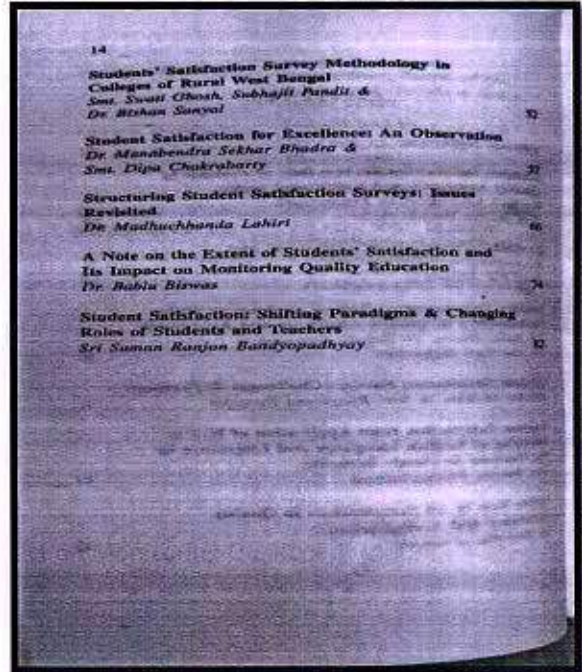 14
Students' Satisfaction Survey Methodology in
Colleges of Rural West Bengal
Smt. Swati Ghosh, Subhajit Pandit &
Dr. Bishan Sanyal
Student Satisfaction for Excellence: An Observation
Dr. Manabendra Sekhar Bhadra &
Smt. Dipa Chakrabarty
Structuring Student Satisfaction Surveys: Issues
Revisited
Dr. Madhuchhanda Lahiri
66
A Note on the Extent of Students' Satisfaction and
Its Impact on Monitoring Quality Education
Dr. Bablu Biswas
74
Student Satisfaction: Shifting Paradigms & Changing
Roles of Students and Teachers
Sri Suman Ranjan Bandyopadhyay
82